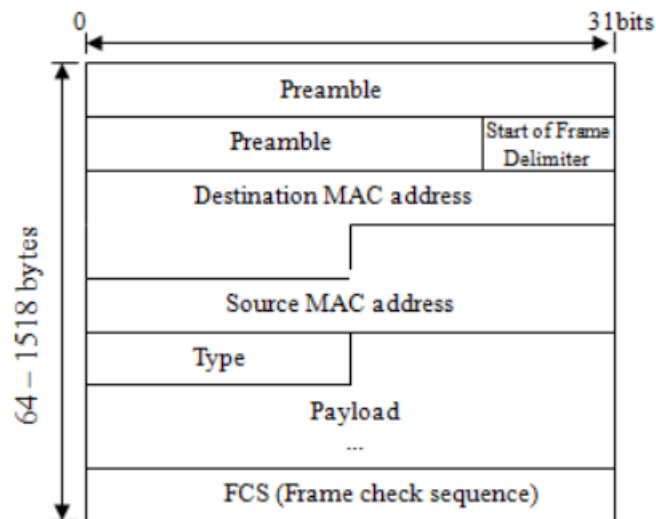 0
31bits
Preamble
Preamble
Start of Frame
Delimiter
Destination MAC address
Source MAC address
Type
Payload
...
FCS (Frame check sequence)
64 – 1518 bytes